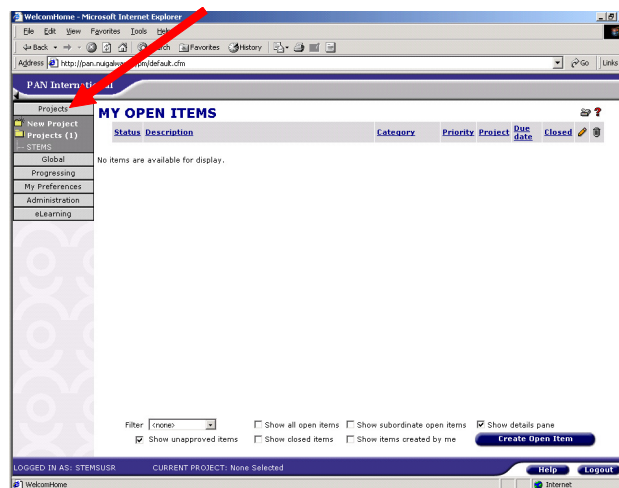 WelcomHome - Microsoft Internet Explorer
File Edit View Favorites Tools Help
Back Favorites History
Address http://pan.nuigalway /default.cfm Go Links
PAN International
Projects
New Project
Projects (1)
STEMS
Global
Progressing
My Preferences
Administration
eLearning
MY OPEN ITEMS
Status Description Category Priority Project Due date Closed
No items are available for display.
Filter <none> Show all open items Show subordinate open items Show details pane
Show unapproved items Show closed items Show items created by me Create Open Item
LOGGED IN AS: STEMSUSR CURRENT PROJECT: None Selected Help Logout
WelcomHome Internet